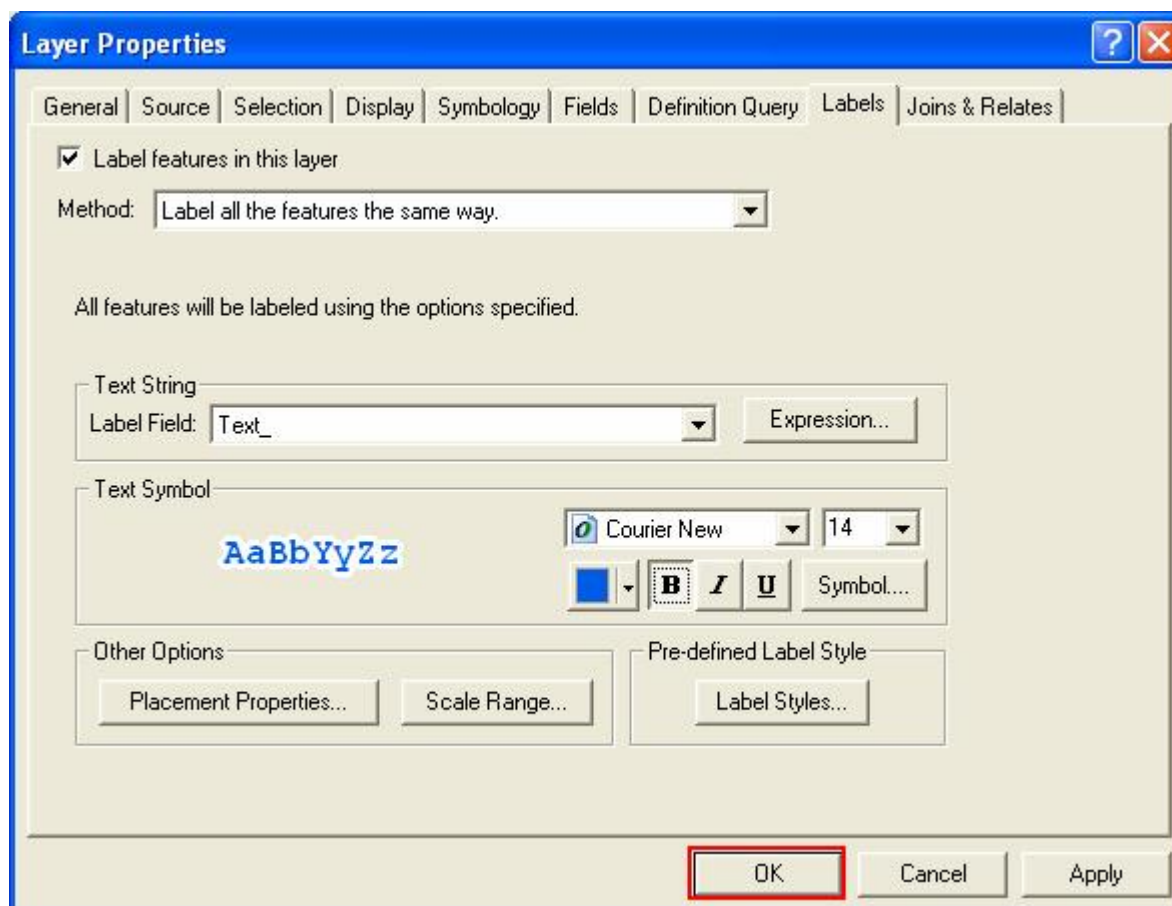 Layer Properties
General Source Selection Display Symbology Fields Definition Query Labels Joins & Relates
Label features in this layer
Method: Label all the features the same way.
All features will be labeled using the options specified.
Text String
Label Field: Text_ Expression...
Text Symbol
AaBbYyZz
Courier New 14
B I U Symbol....
Other Options Pre-defined Label Style
Placement Properties... Scale Range... Label Styles...
OK Cancel Apply